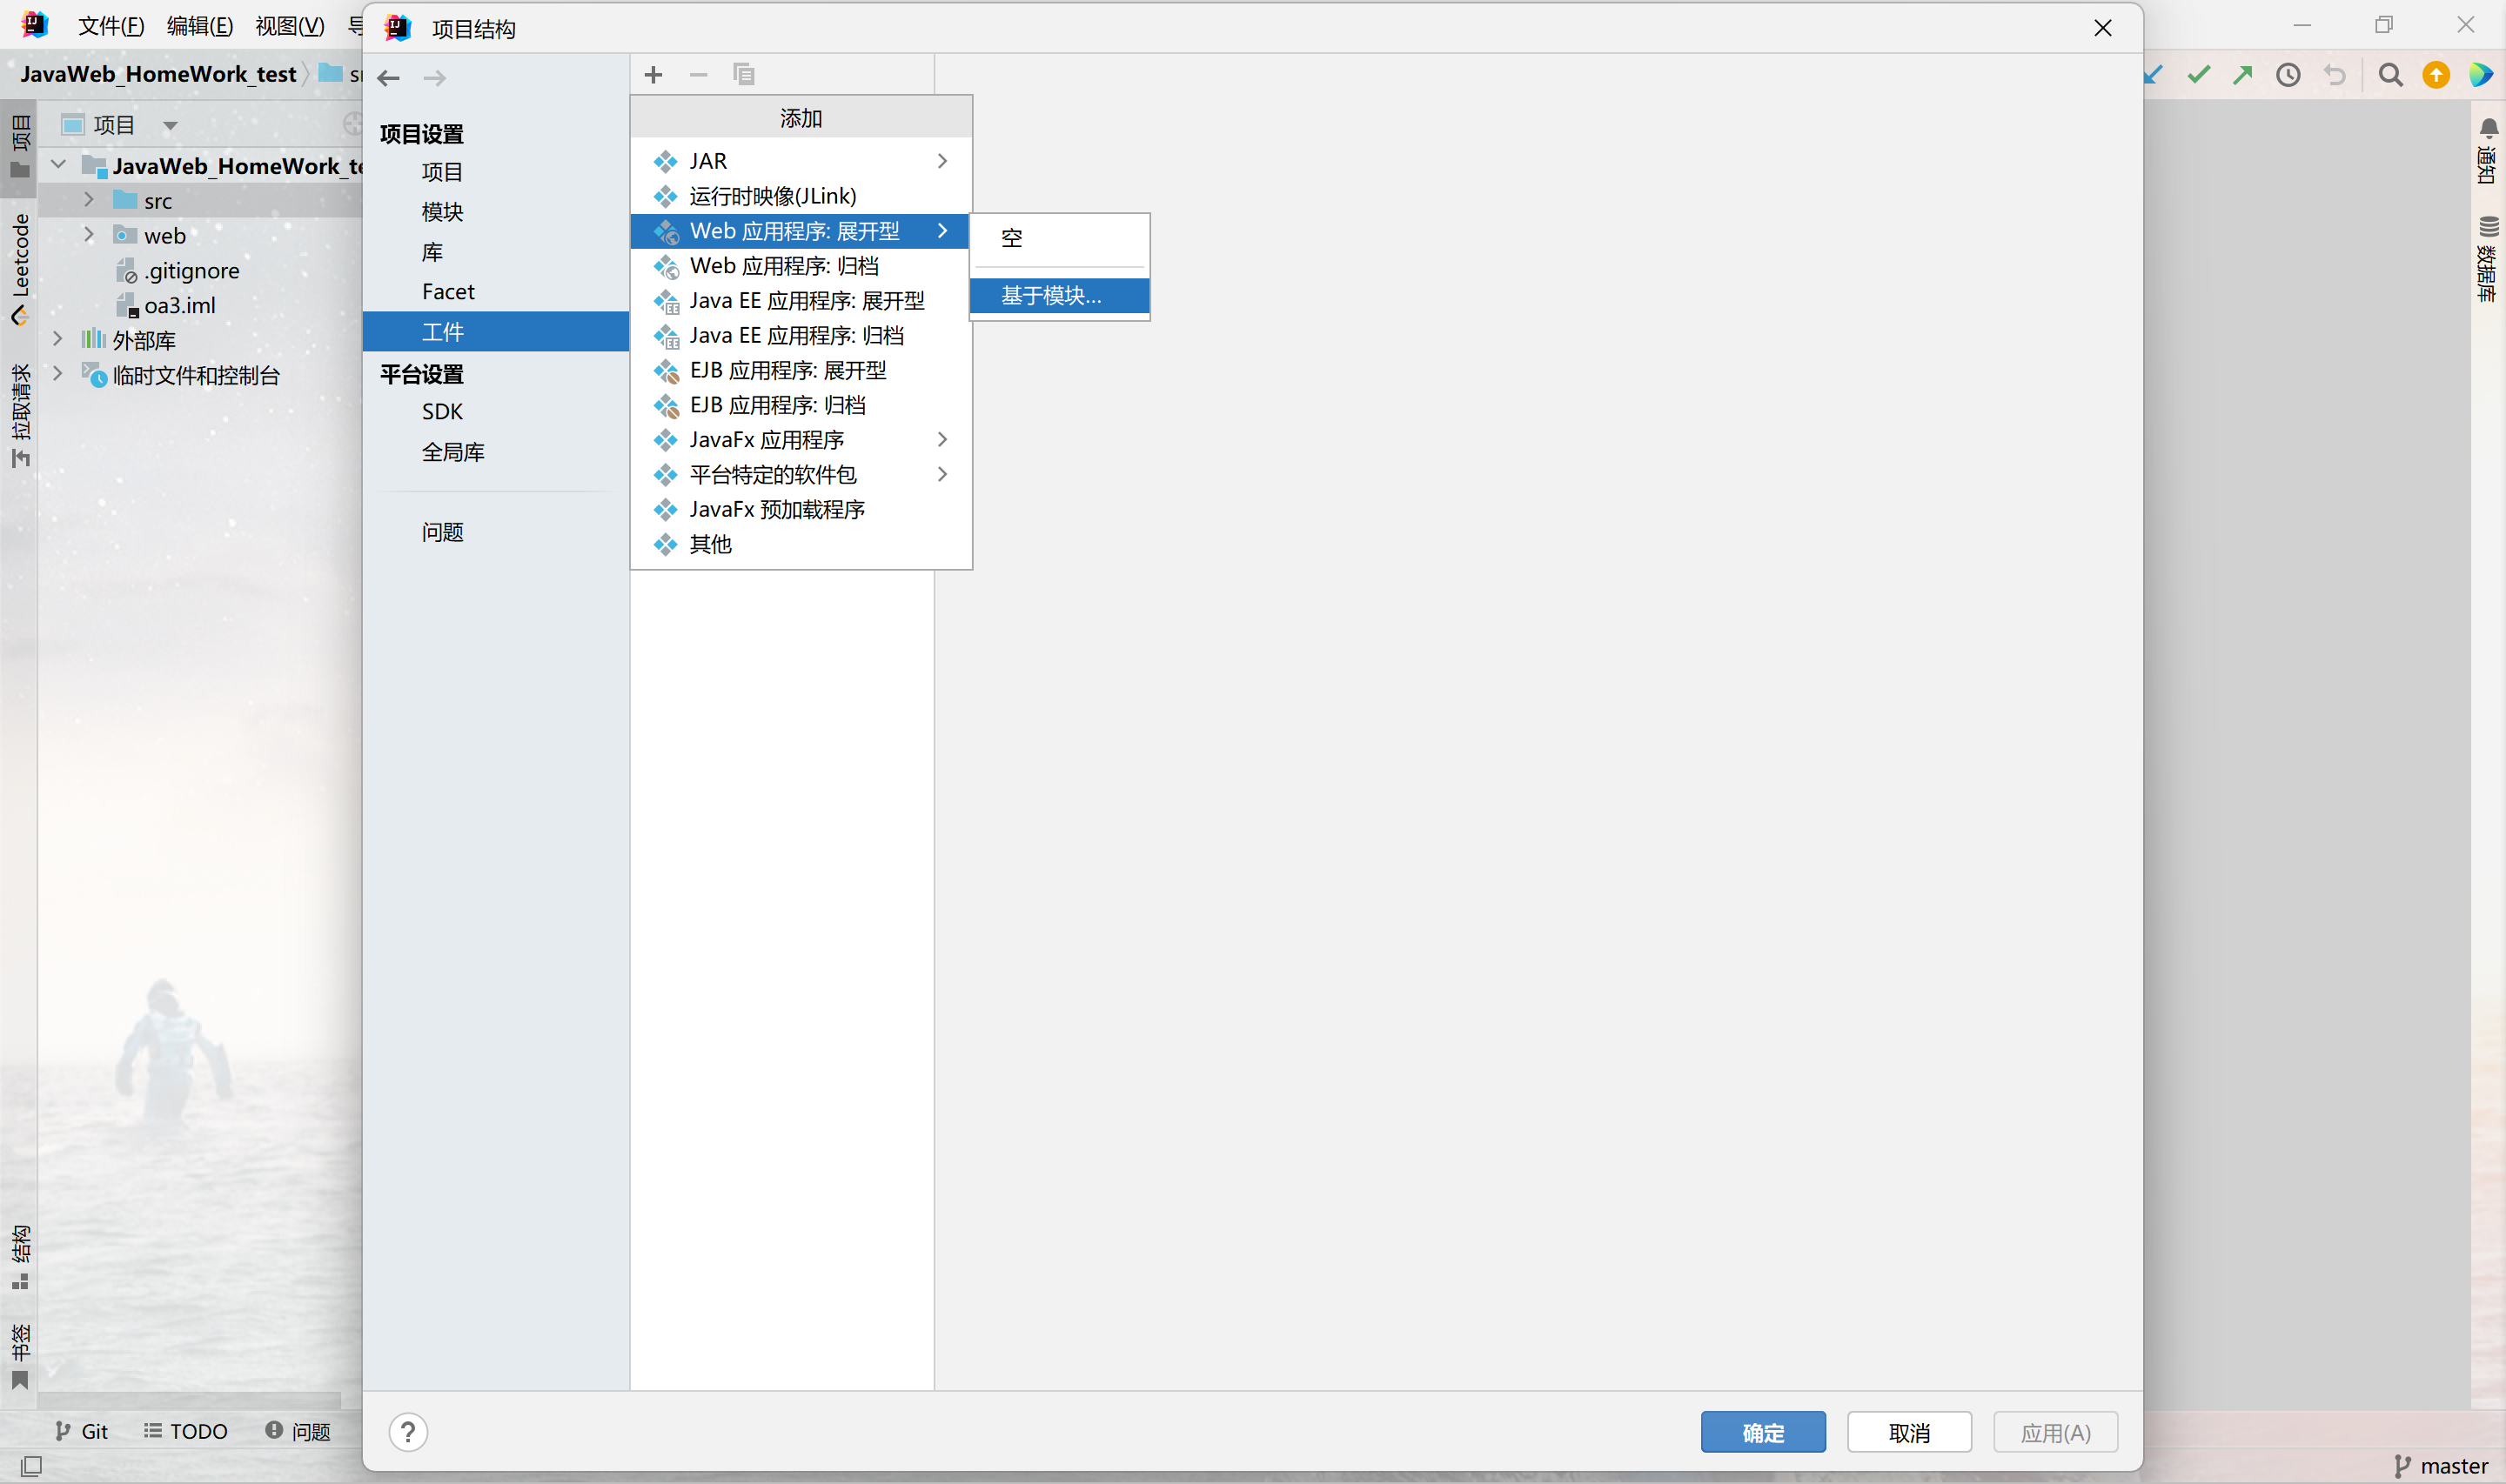 文件(F) 编辑(E) 视图(V) 导
项目结构
JavaWeb_HomeWork_test
项目
JavaWeb_HomeWork_te
src
web
.gitignore
oa3.iml
外部库
临时文件和控制台
项目
Leetcode
拉取请求
结构
书签
项目设置
项目
模块
库
Facet
工件
平台设置
SDK
全局库
问题
添加
JAR
运行时映像(JLink)
Web 应用程序: 展开型
Web 应用程序: 归档
Java EE 应用程序: 展开型
Java EE 应用程序: 归档
EJB 应用程序: 展开型
EJB 应用程序: 归档
JavaFx 应用程序
平台特定的软件包
JavaFx 预加载程序
其他
空
基于模块...
通知
数据库
Git TODO 问题
? 确定 取消 应用(A)
master